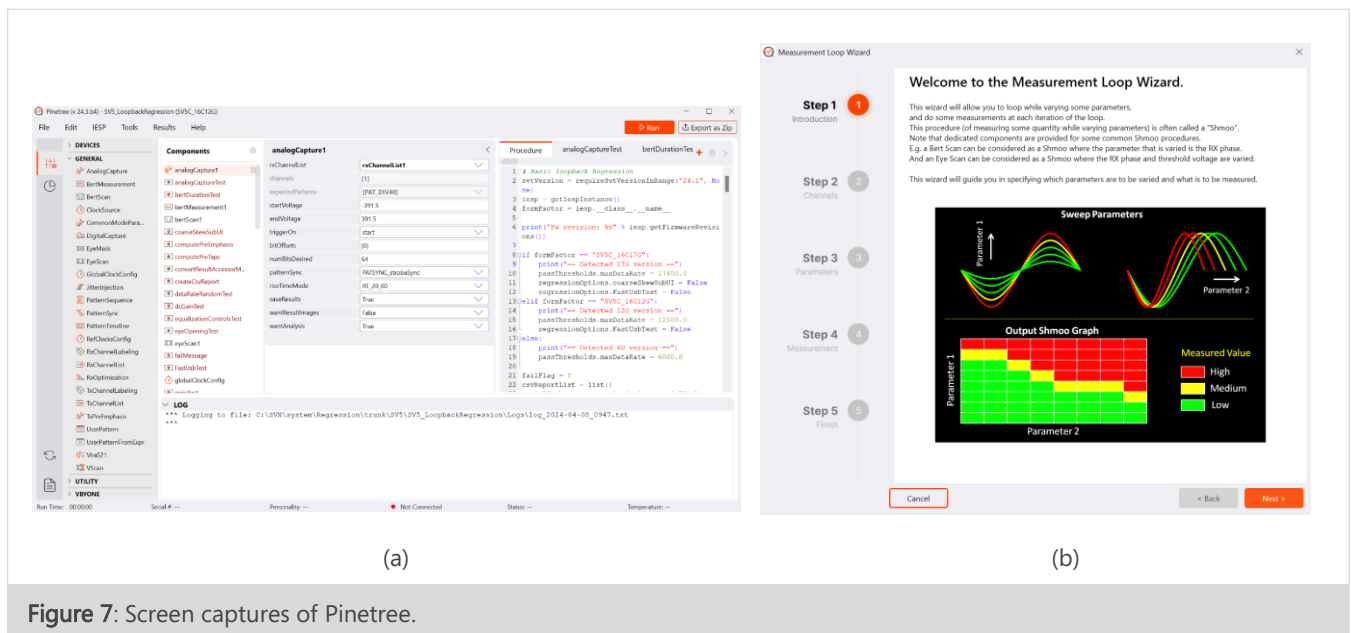 Pinetree (v 24.3.b4) - SV5_LoopbackRegression (SV5C_16C12G)
File Edit IESP Tools Results Help
Run Export as Zip
DEVICES
GENERAL
AnalogCapture
BertMeasurement
BertScan
ClockSource
CommonModePara...
DigitalCapture
EyeMask
EyeScan
GlobalClockConfig
JitterInjection
PatternSequence
PatternSync
PatternTimeline
RefClocksConfig
RxChannelLabeling
RxChannelList
RxOptimization
TxChannelLabeling
TxChannelList
TxPreEmphasis
UserPattern
UserPatternFromExpr
VnaS21
VScan
UTILITY
VBYONE
Components
analogCapture1
analogCaptureTest
bertDurationTest
bertMeasurement1
bertScan1
coarseSkewSubUI
computePreEmphasis
computePreTaps
convertResultAccessorM...
createCsvReport
dataRateRandomTest
dcGainTest
equalizationControlsTest
eyeOpeningTest
eyeScan1
failMessage
FastUsbTest
globalClockConfig
gainTest
analogCapture1
rxChannelList rxChannelList1
channels [1]
expectedPatterns [PAT_DIV40]
startVoltage -391.5
endVoltage 391.5
triggerOn start
bitOffsets [0]
numBitsDesired 64
patternSync PATSYNC_strobaSync
riseTimeMode RT_20_80
saveResults True
wantResultImages False
wantAnalysis True
Procedure analogCaptureTest bertDurationTes
1 # Basic loopback Regression
2 svtVersion = requireSvtVersionInRange("24.1", No
ne)
3 iesp = getIespInstance()
4 formFactor = iesp.__class__.__name__
5
6 print("Fw revision: %s" % iesp.getFirmwareRevisi
ons())
7
8 if formFactor == "SV5C_16C17G":
9 print("== Detected 17G version ==")
10 passThresholds.maxDataRate = 17400.0
11 regressionOptions.coarseSkewSubUI = False
12 regressionOptions.FastUsbTest = False
13 elif formFactor == "SV5C_16C12G":
14 print("== Detected 12G version ==")
15 passThresholds.maxDataRate = 12500.0
16 regressionOptions.FastUsbTest = False
17 else:
18 print("== Detected 6G version ==")
19 passThresholds.maxDataRate = 6000.0
20
21 failFlag = 0
22 csvReportList = list()
LOG
*** Logging to file: C:\SVN\system\Regression\trunk\SV5\SV5_LoopbackRegression\Logs\log_2024-04-08_0947.txt
***
Run Time: 00:00:00 Serial #: -- Personality: -- Not Connected Status: -- Temperature: --
(a)
Measurement Loop Wizard
Step 1 1
Introduction
Step 2 2
Channels
Step 3 3
Parameters
Step 4 4
Measurement
Step 5 5
Finish
Welcome to the Measurement Loop Wizard.
This wizard will allow you to loop while varying some parameters,
and do some measurements at each iteration of the loop.
This procedure (of measuring some quantity while varying parameters) is often called a "Shmoo".
Note that dedicated components are provided for some common Shmoo procedures.
E.g. a Bert Scan can be considered as a Shmoo where the parameter that is varied is the RX phase.
And an Eye Scan can be considered as a Shmoo where the RX phase and threshold voltage are varied.
This wizard will guide you in specifying which parameters are to be varied and what is to be measured.
Sweep Parameters
Parameter 1
Parameter 2
Output Shmoo Graph
Parameter 1
Parameter 2
Measured Value
High
Medium
Low
Cancel
< Back
Next >
(b)
Figure 7: Screen captures of Pinetree.